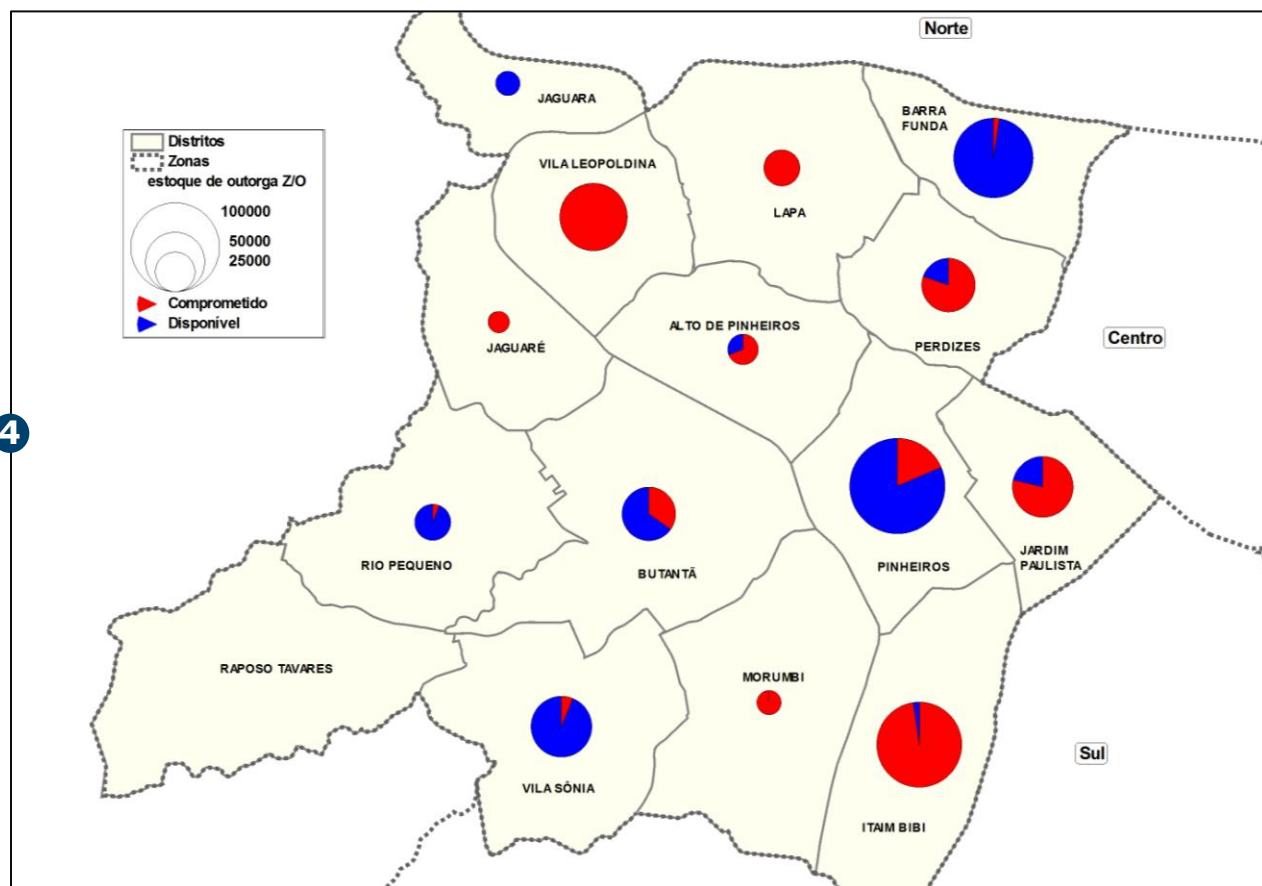 Norte
JAGUARA
BARRA
FUNDA
Distritos
Zonas
estoque de outorga Z/O
100000
50000
25000
Comprometido
Disponível
VILA LEOPOLDINA
LAPA
ALTO DE PINHEIROS
PERDIZES
Centro
JAGUARÉ
4
RIO PEQUENO
BUTANTÃ
PINHEIROS
JARDIM
PAULISTA
RAPOSO TAVARES
MORUMBI
VILA SÔNIA
ITAIM BIBI
Sul